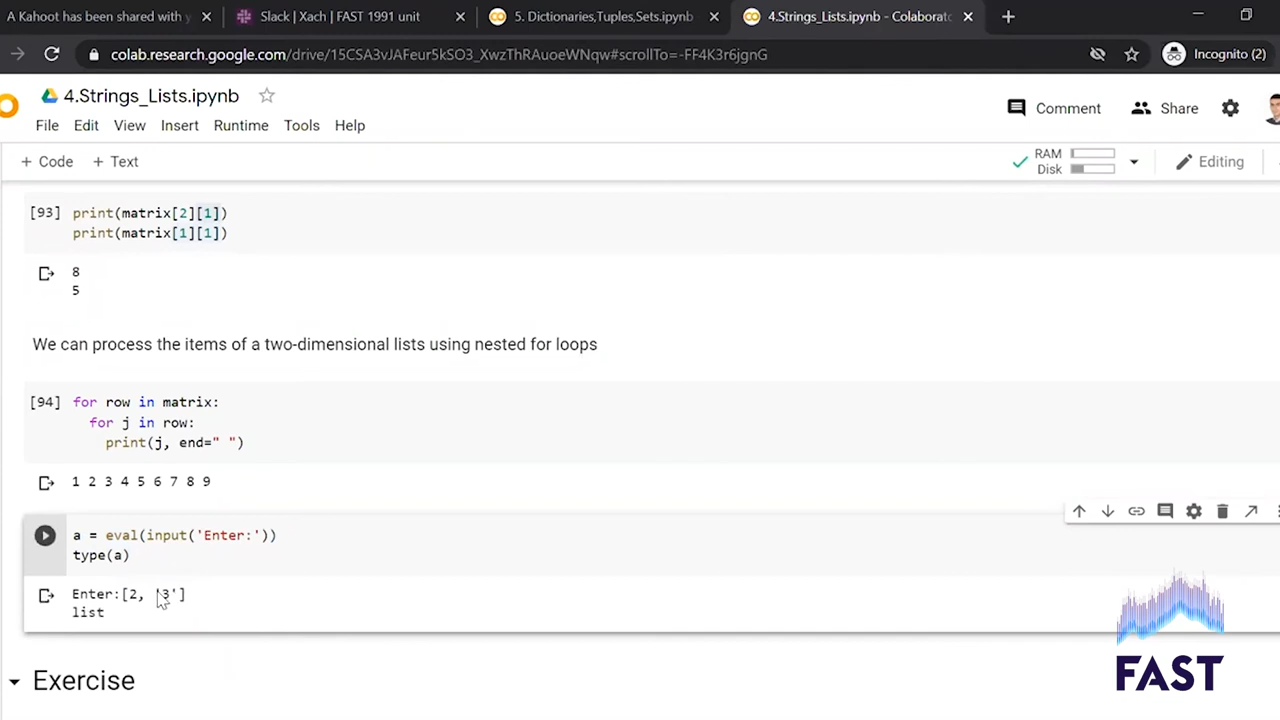 A Kahoot has been shared with y
Slack | Xach | FAST 1991 unit
5. Dictionaries,Tuples,Sets.ipynb
4.Strings_Lists.ipynb - Colaborato
colab.research.google.com/drive/15CSA3vJAFeur5kSO3_XwzThRAuoeWNqw#scrollTo=-FF4K3r6jgnG
Incognito (2)
4.Strings_Lists.ipynb
Comment
Share
File Edit View Insert Runtime Tools Help
+ Code + Text
RAM
Disk
Editing
[93] print(matrix[2][1])
print(matrix[1][1])
8
5
We can process the items of a two-dimensional lists using nested for loops
[94] for row in matrix:
for j in row:
print(j, end=" ")
1 2 3 4 5 6 7 8 9
a = eval(input('Enter:'))
type(a)
Enter:[2, '3']
list
Exercise
FAST